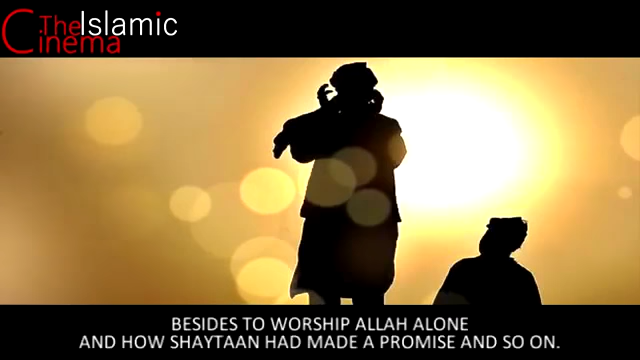 The Islamic
Cinema
BESIDES TO WORSHIP ALLAH ALONE
AND HOW SHAYTAAN HAD MADE A PROMISE AND SO ON.